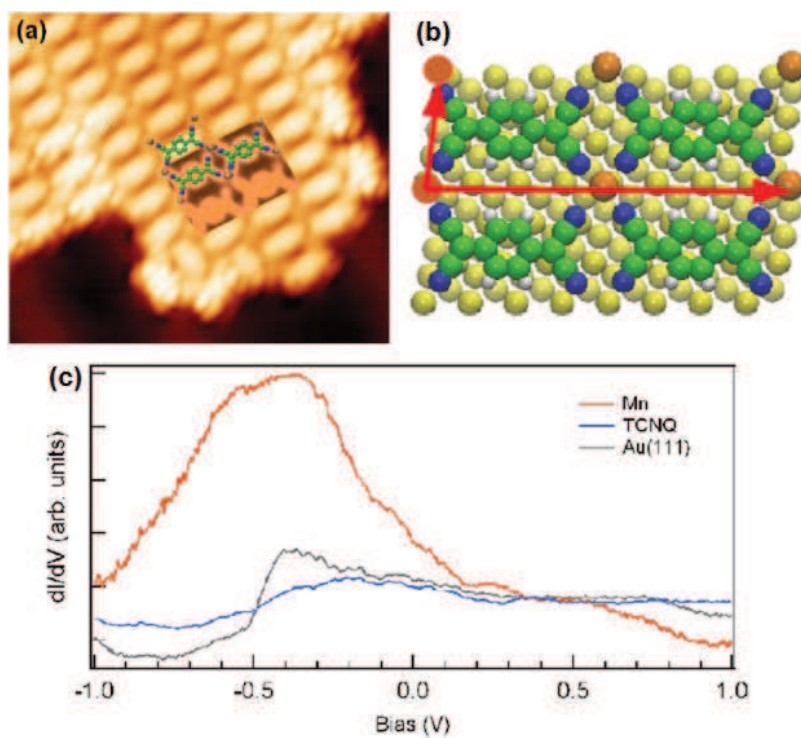 (a)
(b)
(c)
Mn
TCNQ
Au(111)
dI/dV (arb. units)
-1.0 -0.5 0.0 0.5 1.0
Bias (V)